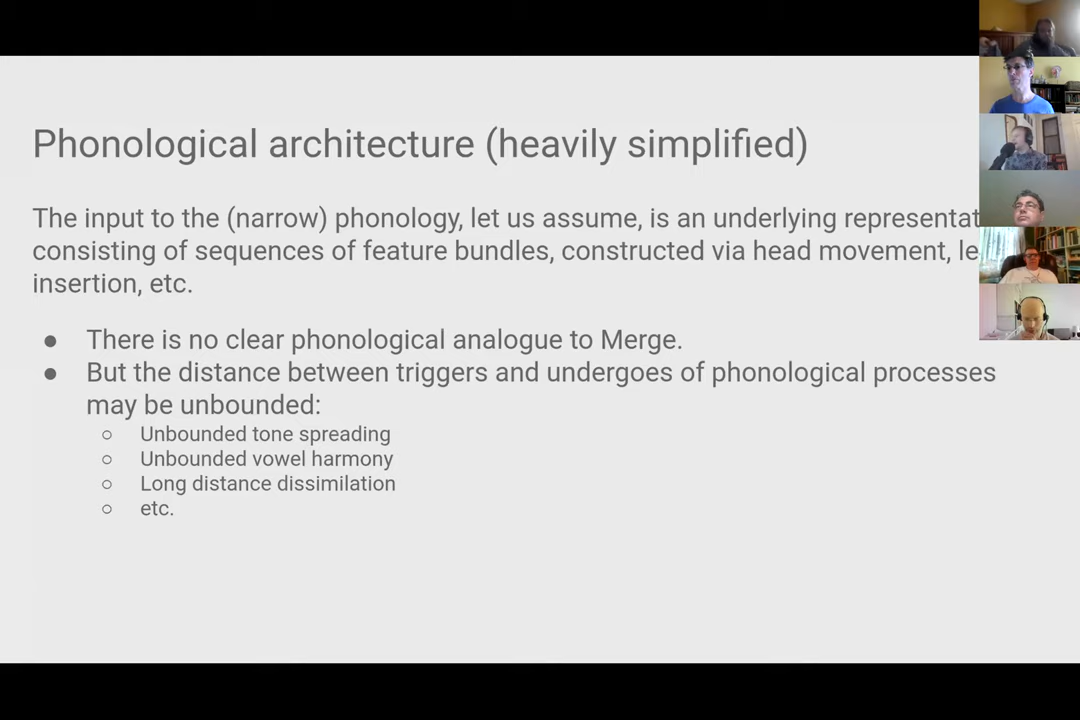 Phonological architecture (heavily simplified)
The input to the (narrow) phonology, let us assume, is an underlying representat
consisting of sequences of feature bundles, constructed via head movement, le
insertion, etc.
● There is no clear phonological analogue to Merge.
● But the distance between triggers and undergoes of phonological processes
may be unbounded:
○ Unbounded tone spreading
○ Unbounded vowel harmony
○ Long distance dissimilation
○ etc.